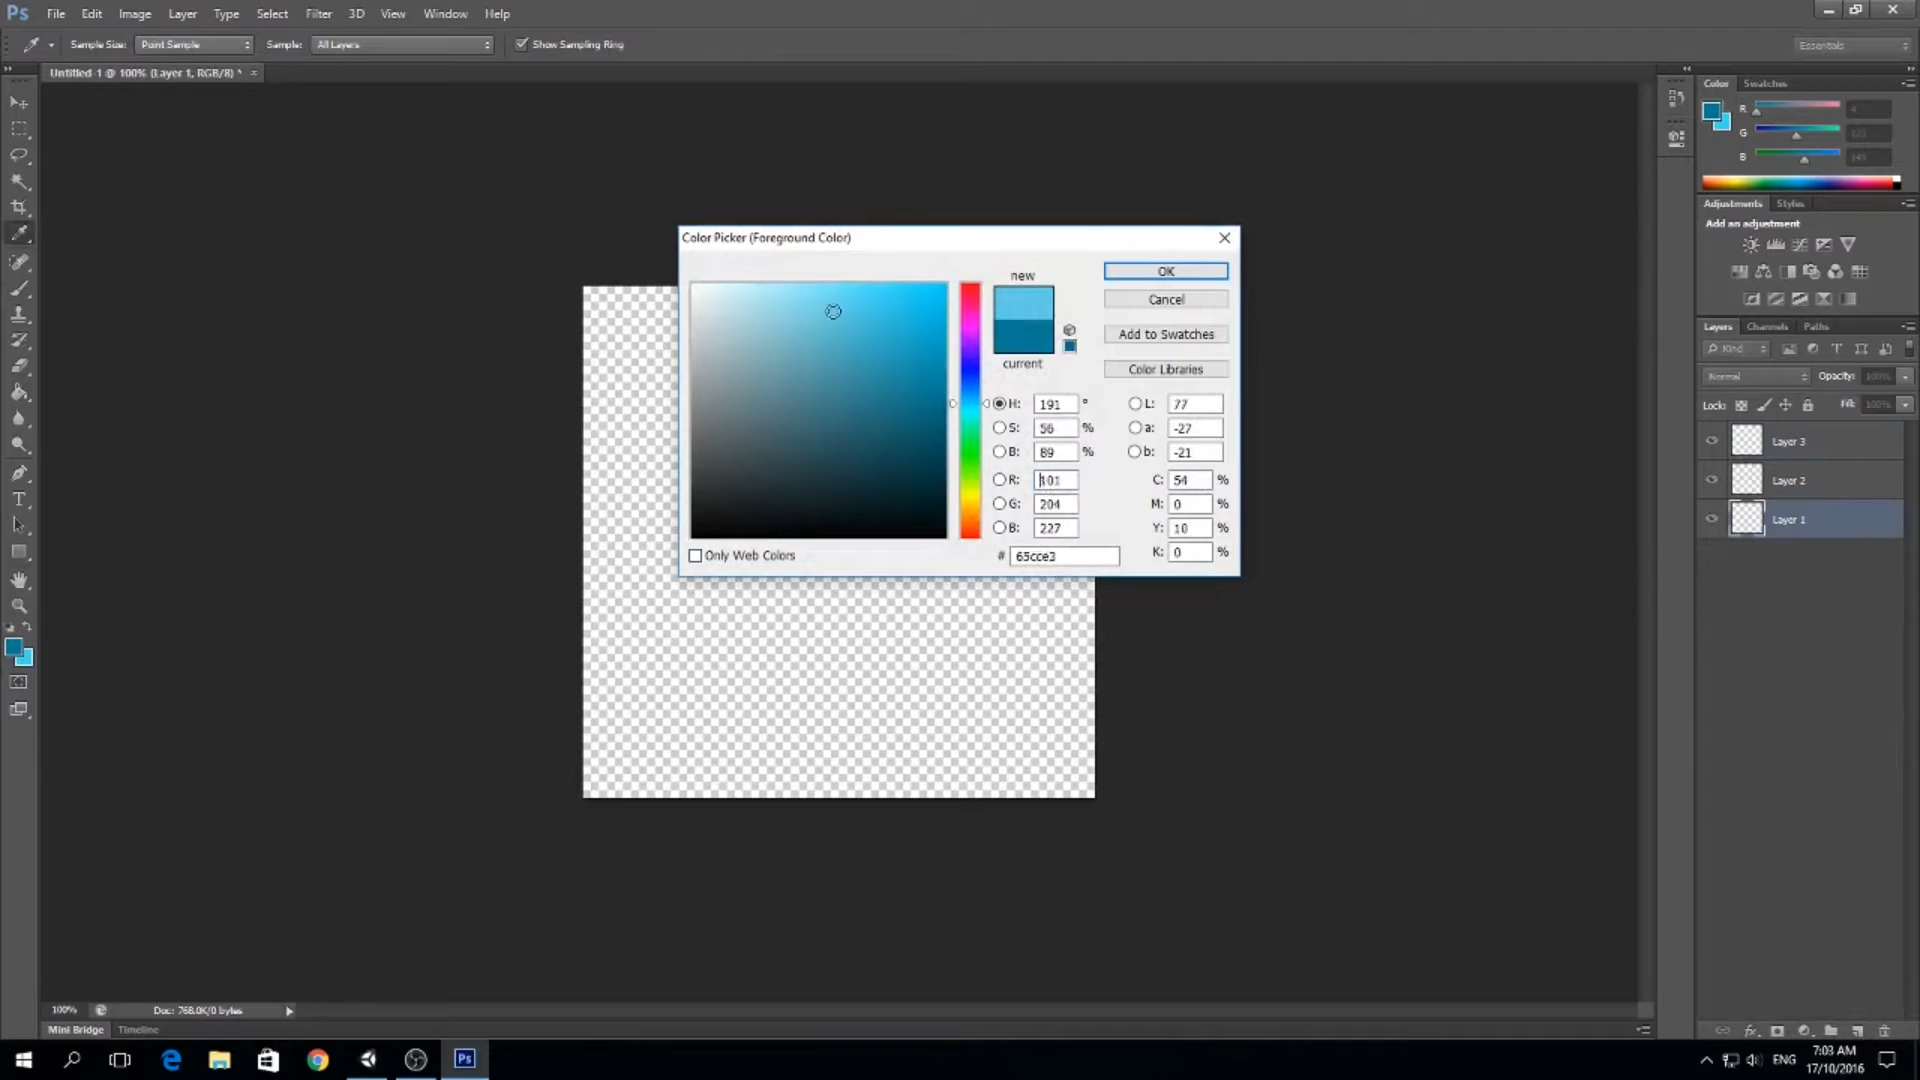 Ps File Edit Image Layer Type Select Filter 3D View Window Help
Sample Size: Point Sample Sample: All Layers Show Sampling Ring Essentials
Untitled-1 @ 100% (Layer 1, RGB/8) * ×
Color Swatches
R
G
B
Adjustments Styles
Add an adjustment
Layers Channels Paths
Kind
Normal Opacity: 100%
Lock: Fill: 100%
Layer 3
Layer 2
Layer 1
Color Picker (Foreground Color)
new
current
OK
Cancel
Add to Swatches
Color Libraries
H: 191 ° L: 77
S: 56 % a: -27
B: 89 % b: -21
R: 101 C: 54 %
G: 204 M: 0 %
B: 227 Y: 10 %
# 65cce3 K: 0 %
Only Web Colors
100% Doc: 768.0K/0 bytes
Mini Bridge Timeline
Ps
ENG
7:03 AM
17/10/2016